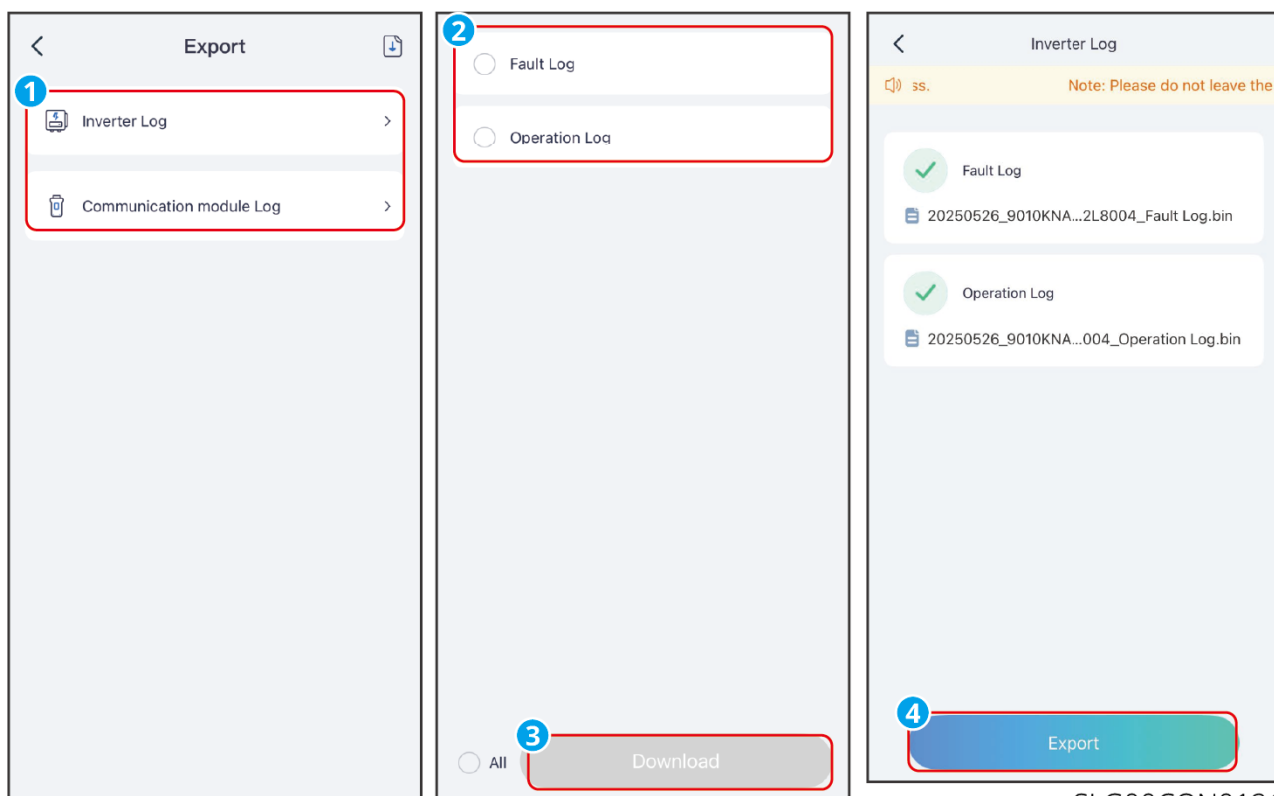 Export
1
Inverter Log
Communication module Log
2
Fault Log
Operation Log
All
3
Download
Inverter Log
ss. Note: Please do not leave the
Fault Log
20250526_9010KNA...2L8004_Fault Log.bin
Operation Log
20250526_9010KNA...004_Operation Log.bin
4
Export